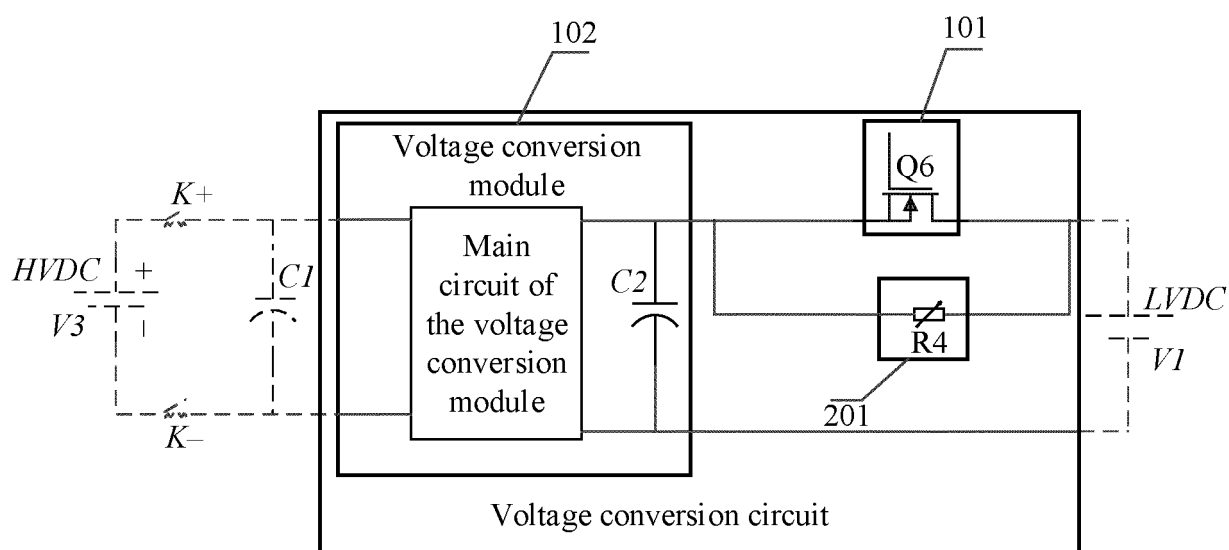 102
101
Voltage conversion
module
Q6
K+
Main
circuit of
the voltage
conversion
module
HVDC
+
C1
C2
LVDC
V3
–
R4
V1
K–
201
Voltage conversion circuit